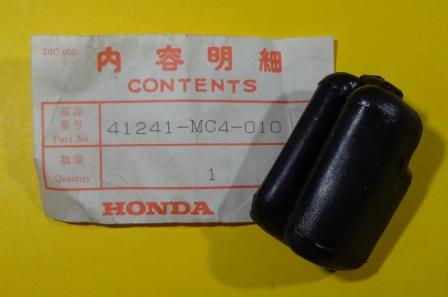 DIC 055
内容明細
CONTENTS
部品
番号
Part No.
41241-MC4-010
数量
Quantity
1
HONDA